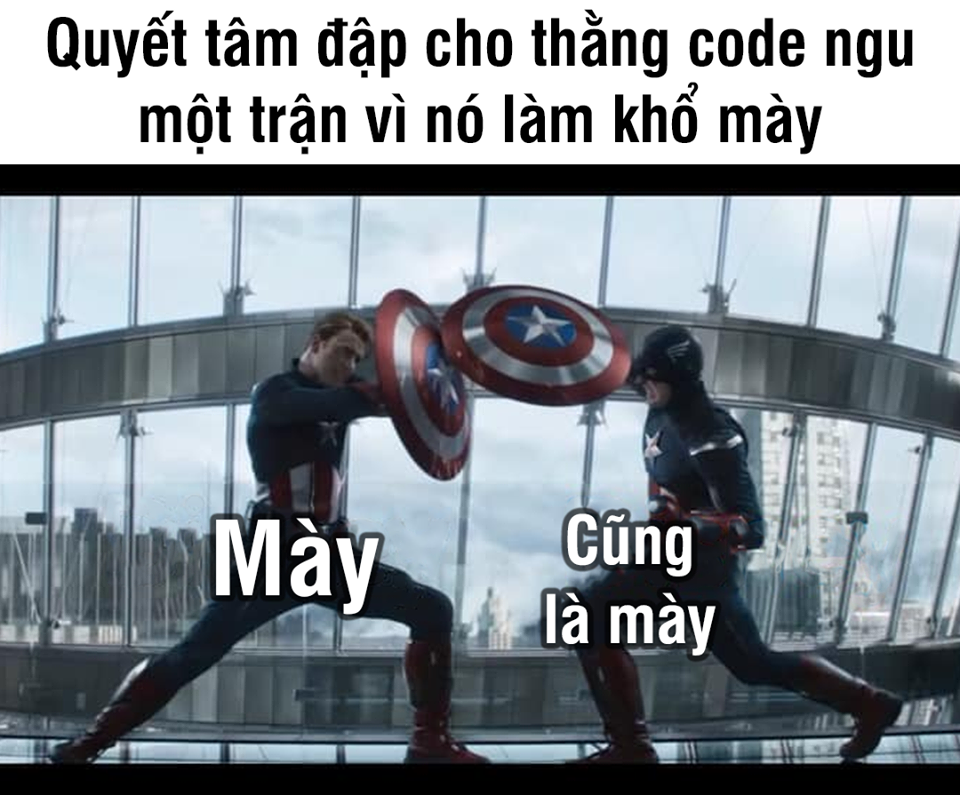 Quyết tâm đập cho thằng code ngu
một trận vì nó làm khổ mày
Mày
Cũng
là mày